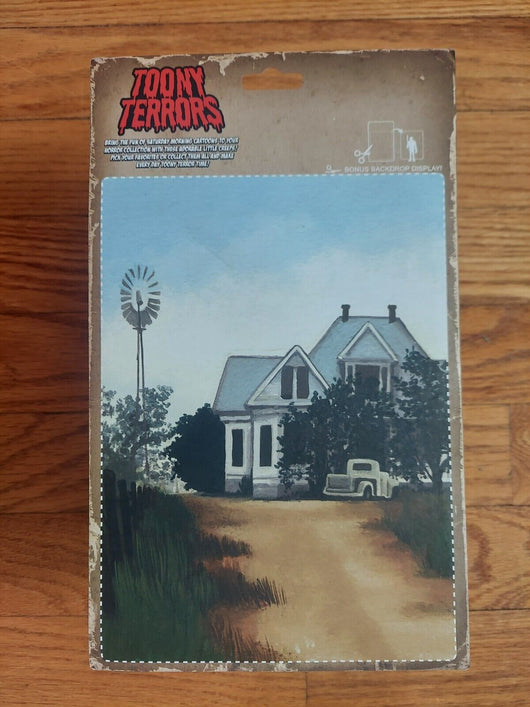 TOONY
TERRORS
BRING THE FUN OF SATURDAY MORNING CARTOONS TO YOUR
HORROR COLLECTION WITH THESE ADORABLE LITTLE CREEPS!
PICK YOUR FAVORITES OR COLLECT THEM ALL AND MAKE
EVERY DAY TOONY TERROR TIME!
BONUS BACKDROP DISPLAY!